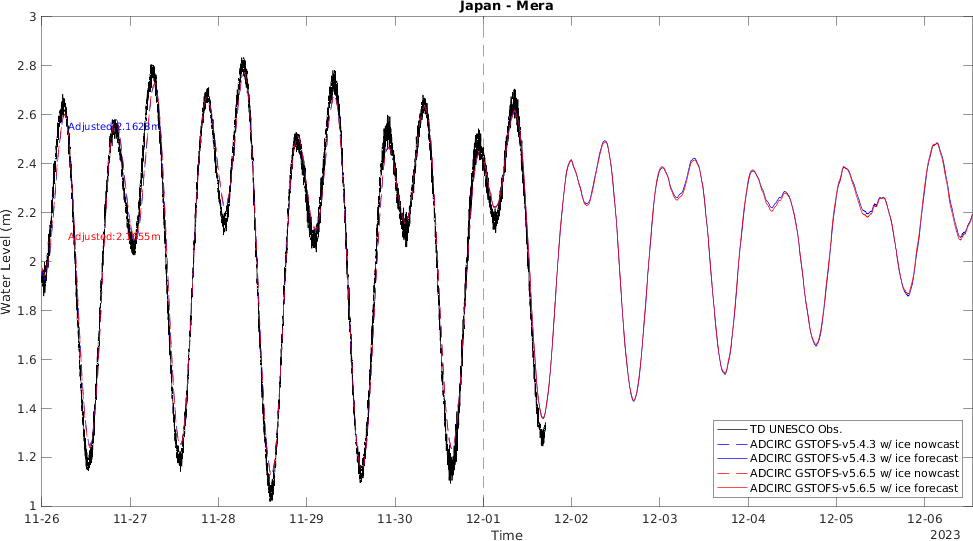 Japan - Mera
3
2.8
2.6
2.4
2.2
2
1.8
1.6
1.4
1.2
1
Water Level (m)
Adjusted:2.1628m
Adjusted:2.1655m
TD UNESCO Obs.
ADCIRC GSTOFS-v5.4.3 w/ ice nowcast
ADCIRC GSTOFS-v5.4.3 w/ ice forecast
ADCIRC GSTOFS-v5.6.5 w/ ice nowcast
ADCIRC GSTOFS-v5.6.5 w/ ice forecast
11-26 11-27 11-28 11-29 11-30 12-01 12-02 12-03 12-04 12-05 12-06
Time
2023